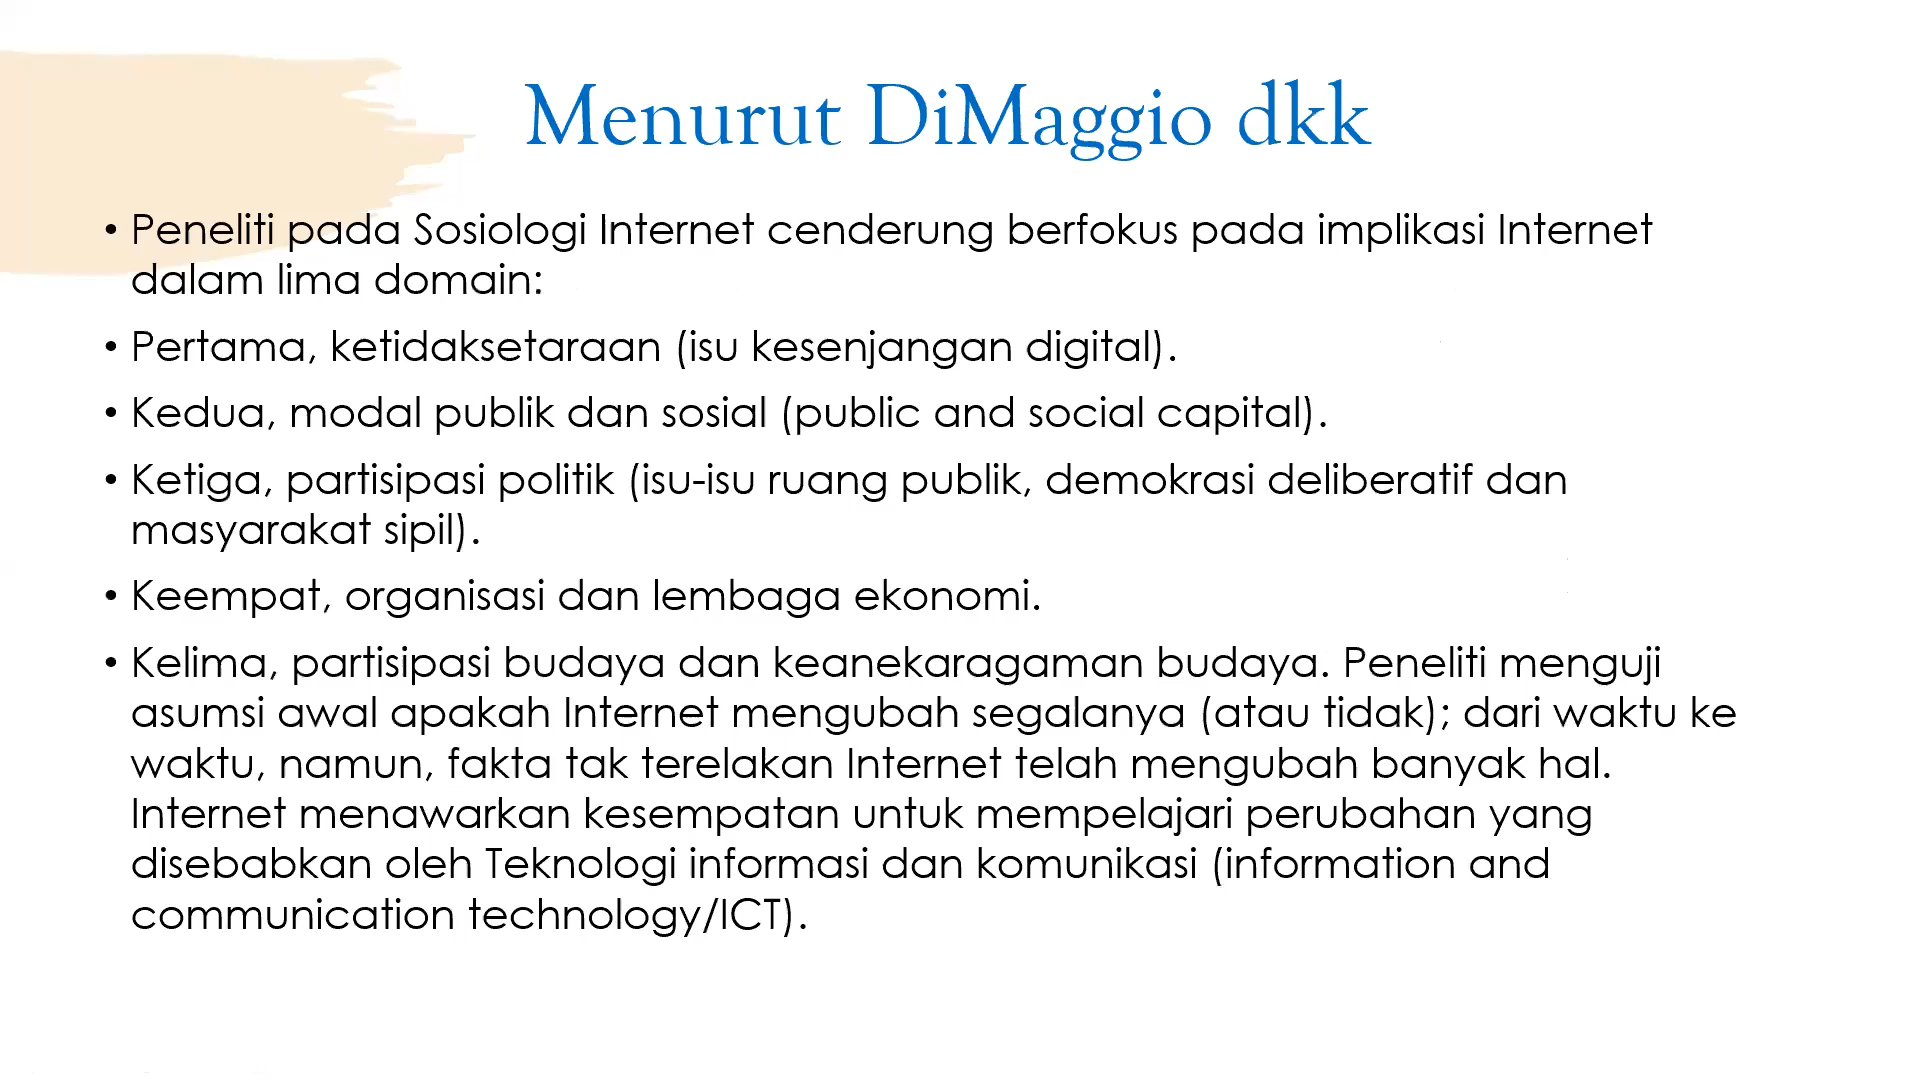 Menurut DiMaggio dkk
• Peneliti pada Sosiologi Internet cenderung berfokus pada implikasi Internet
dalam lima domain:
• Pertama, ketidaksetaraan (isu kesenjangan digital).
• Kedua, modal publik dan sosial (public and social capital).
• Ketiga, partisipasi politik (isu-isu ruang publik, demokrasi deliberatif dan
masyarakat sipil).
• Keempat, organisasi dan lembaga ekonomi.
• Kelima, partisipasi budaya dan keanekaragaman budaya. Peneliti menguji
asumsi awal apakah Internet mengubah segalanya (atau tidak); dari waktu ke
waktu, namun, fakta tak terelakan Internet telah mengubah banyak hal.
Internet menawarkan kesempatan untuk mempelajari perubahan yang
disebabkan oleh Teknologi informasi dan komunikasi (information and
communication technology/ICT).